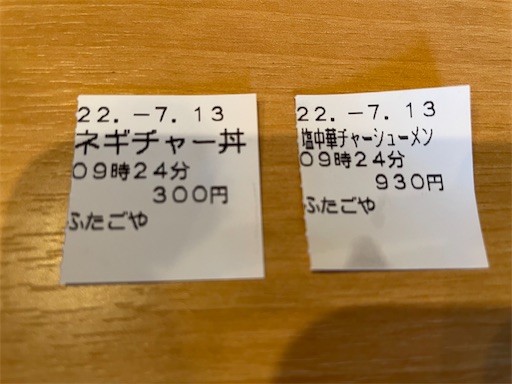 22.-7.13
ネギチャー丼
09時24分
300円
ふたごや
22.-7.13
塩中華チャーシューメン
09時24分
930円
ふたごや